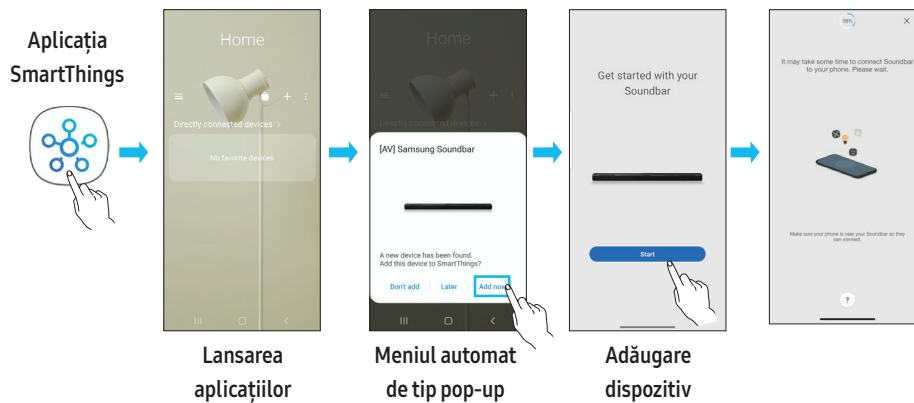 Aplicația
SmartThings
Home
Directly connected devices >
No favorite devices
Lansarea
aplicațiilor
Home
Directly connected devices >
[AV] Samsung Soundbar
A new device has been found.
Add this device to SmartThings?
Don't add
Later
Add now
Meniul automat
de tip pop-up
Get started with your
Soundbar
Start
Adăugare
dispozitiv
38%
It may take some time to connect Soundbar
to your phone. Please wait.
Make sure your phone is near your Soundbar so they
can connect.
?